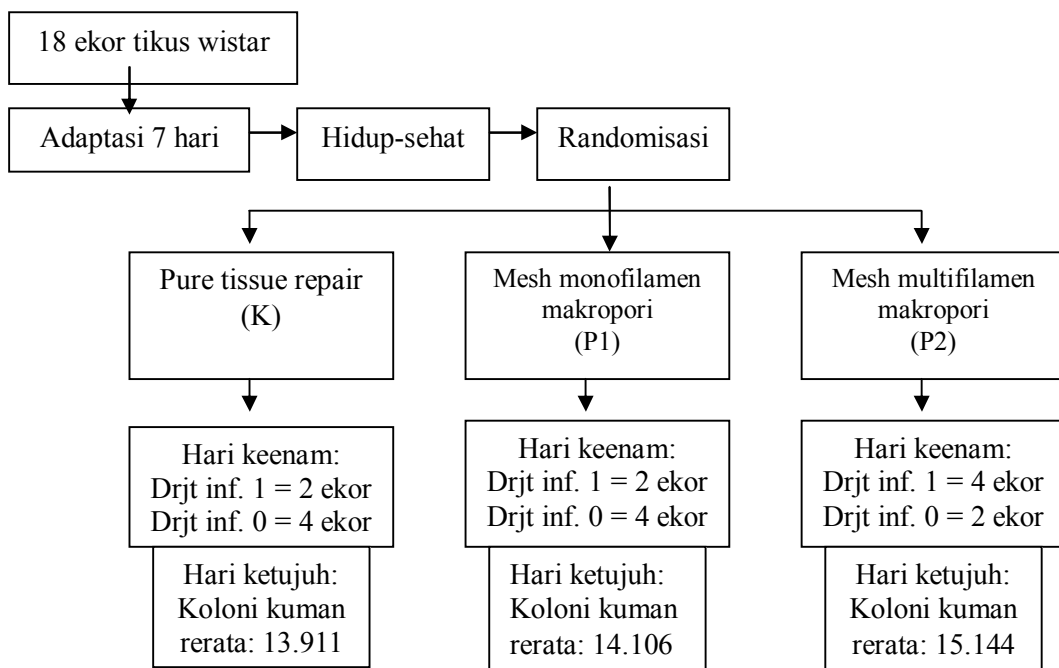 18 ekor tikus wistar
Adaptasi 7 hari
Hidup-sehat
Randomisasi
Pure tissue repair
(K)
Mesh monofilamen
makropori
(P1)
Mesh multifilamen
makropori
(P2)
Hari keenam:
Drjt inf. 1 = 2 ekor
Drjt inf. 0 = 4 ekor
Hari keenam:
Drjt inf. 1 = 2 ekor
Drjt inf. 0 = 4 ekor
Hari keenam:
Drjt inf. 1 = 4 ekor
Drjt inf. 0 = 2 ekor
Hari ketujuh:
Koloni kuman
rerata: 13.911
Hari ketujuh:
Koloni kuman
rerata: 14.106
Hari ketujuh:
Koloni kuman
rerata: 15.144